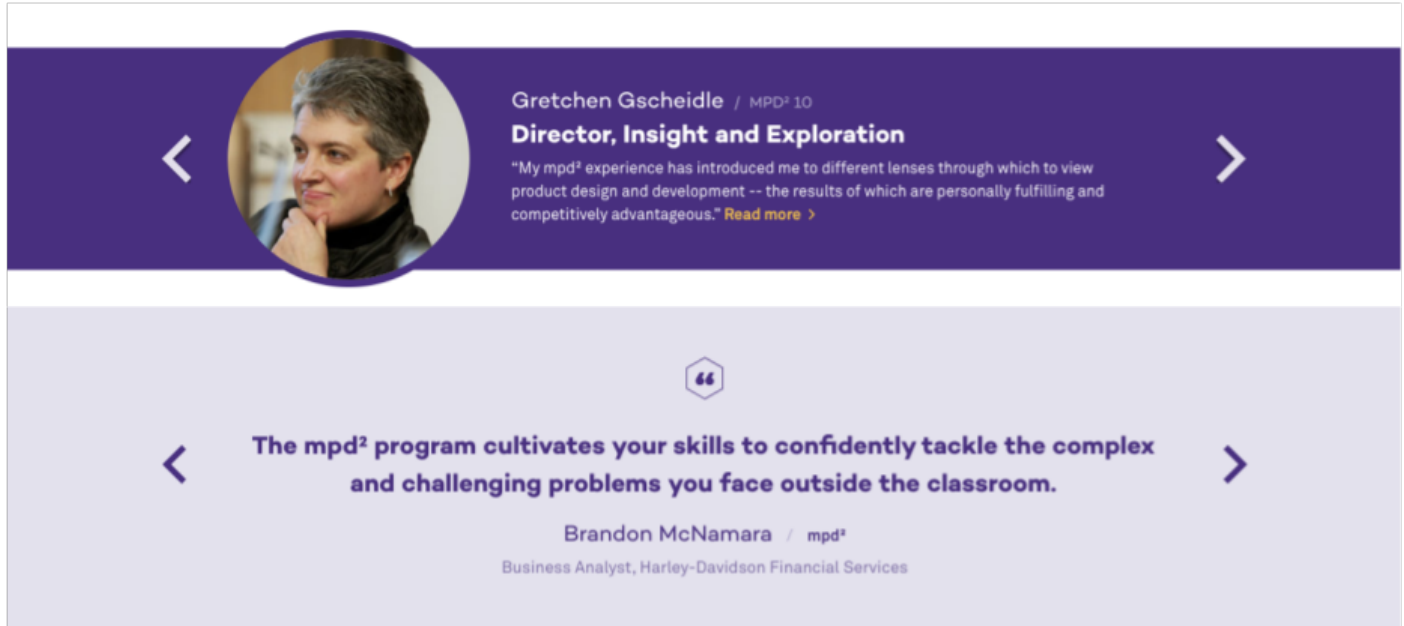 Gretchen Gscheidle / MPD² 10
Director, Insight and Exploration
“My mpd² experience has introduced me to different lenses through which to view
product design and development -- the results of which are personally fulfilling and
competitively advantageous.” Read more >
“
The mpd² program cultivates your skills to confidently tackle the complex
and challenging problems you face outside the classroom.
Brandon McNamara / mpd²
Business Analyst, Harley-Davidson Financial Services